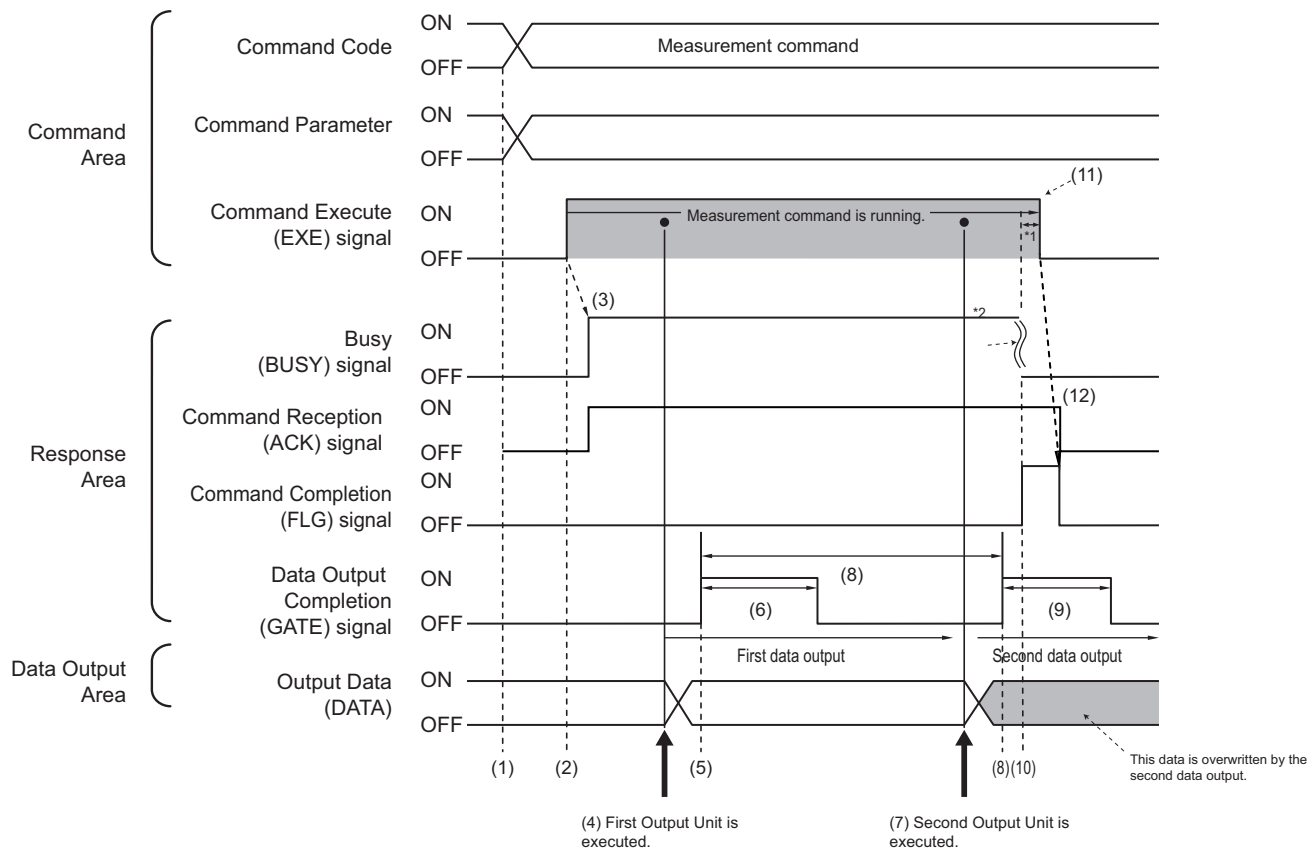 Command Code
ON
OFF
Measurement command
Command Parameter
ON
OFF
Command
Area
Command Execute
(EXE) signal
ON
OFF
Measurement command is running.
(11)
*1
Busy
(BUSY) signal
ON
OFF
(3)
*2
Command Reception
(ACK) signal
ON
OFF
(12)
Response
Area
Command Completion
(FLG) signal
ON
OFF
Data Output
Completion
(GATE) signal
ON
OFF
(8)
(6)
(9)
First data output
Second data output
Data Output
Area
Output Data
(DATA)
ON
OFF
(1)
(2)
(5)
(8)
(10)
This data is overwritten by the
second data output.
(4) First Output Unit is
executed.
(7) Second Output Unit is
executed.